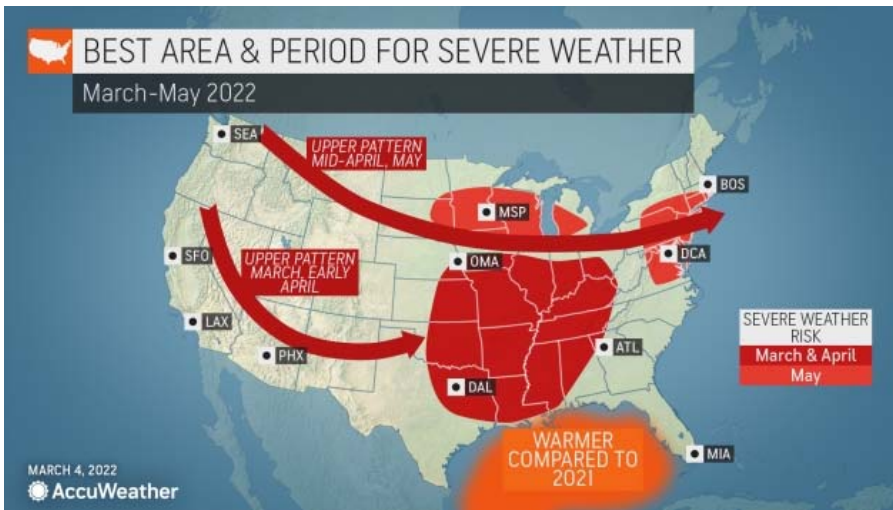 BEST AREA & PERIOD FOR SEVERE WEATHER
March-May 2022
SEA
UPPER PATTERN
MID-APRIL, MAY
BOS
MSP
SFO
UPPER PATTERN
MARCH, EARLY
APRIL
OMA
DCA
LAX
PHX
ATL
SEVERE WEATHER
RISK
March & April
May
DAL
WARMER
COMPARED TO
2021
MIA
MARCH 4, 2022
AccuWeather